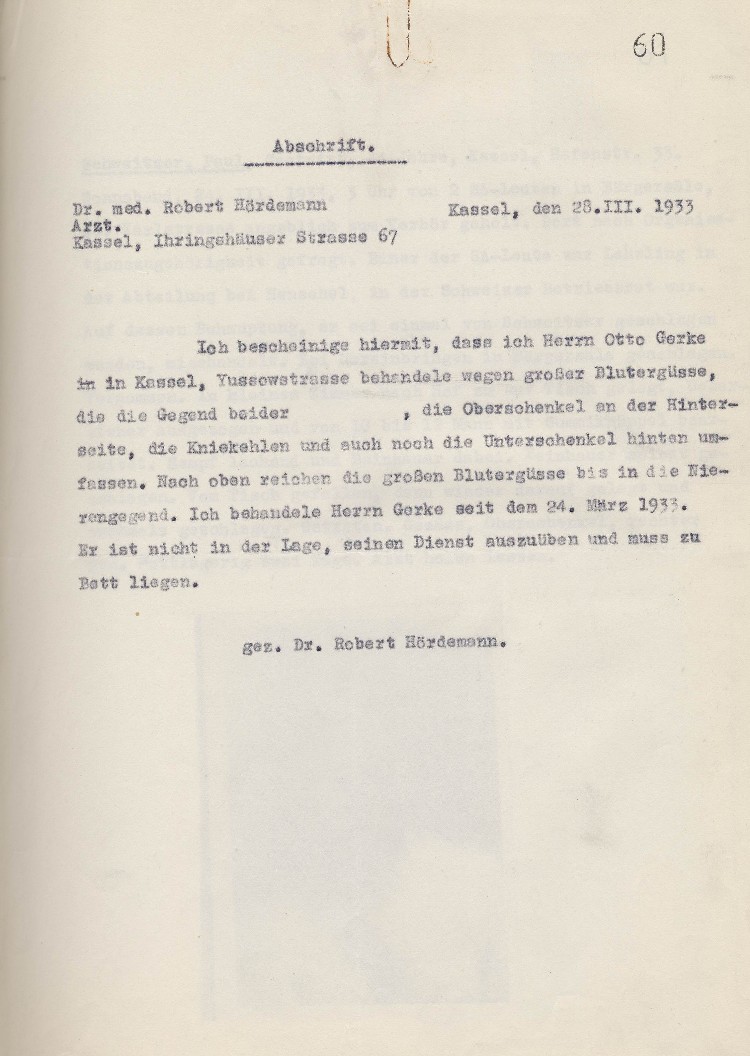 60
Abschrift.
Dr. med. Robert Hördemann
Kassel, den 28.III. 1933
Arzt.
Kassel, Ihringshäuser Strasse 67
Ich bescheinige hiermit, dass ich Herrn Otto Gerke
in in Kassel, Yussowstrasse behandele wegen großer Blutergüsse,
die die Gegend beider , die Oberschenkel an der Hinter-
seite, die Kniekehlen und auch noch die Unterschenkel hinten um-
fassen. Nach oben reichen die großen Blutergüsse bis in die Nie-
rengegend. Ich behandele Herrn Gerke seit dem 24. März 1933.
Er ist nicht in der Lage, seinen Dienst auszuüben und muss zu
Bett liegen.
gez. Dr. Robert Hördemann.